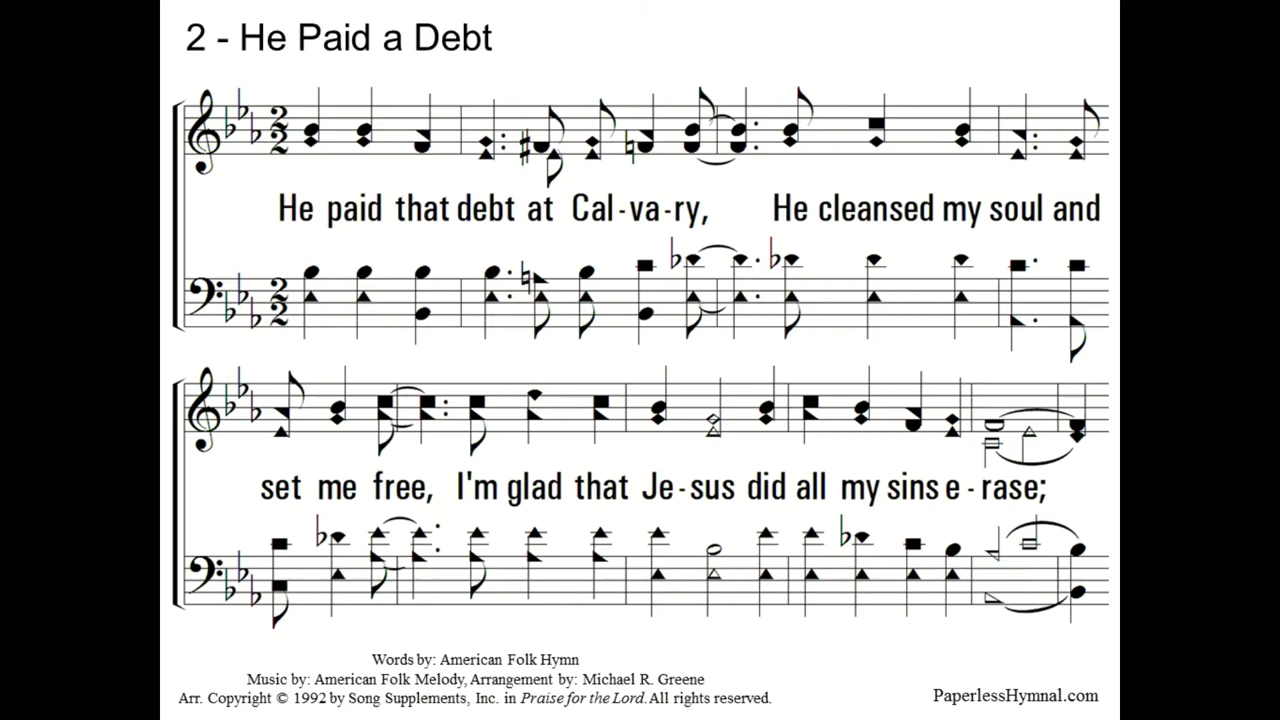 2 - He Paid a Debt
He paid that debt at Cal-va-ry, He cleansed my soul and
set me free, I'm glad that Je-sus did all my sins e-rase;
Words by: American Folk Hymn
Music by: American Folk Melody, Arrangement by: Michael R. Greene
Arr. Copyright © 1992 by Song Supplements, Inc. in Praise for the Lord. All rights reserved.
PaperlessHymnal.com